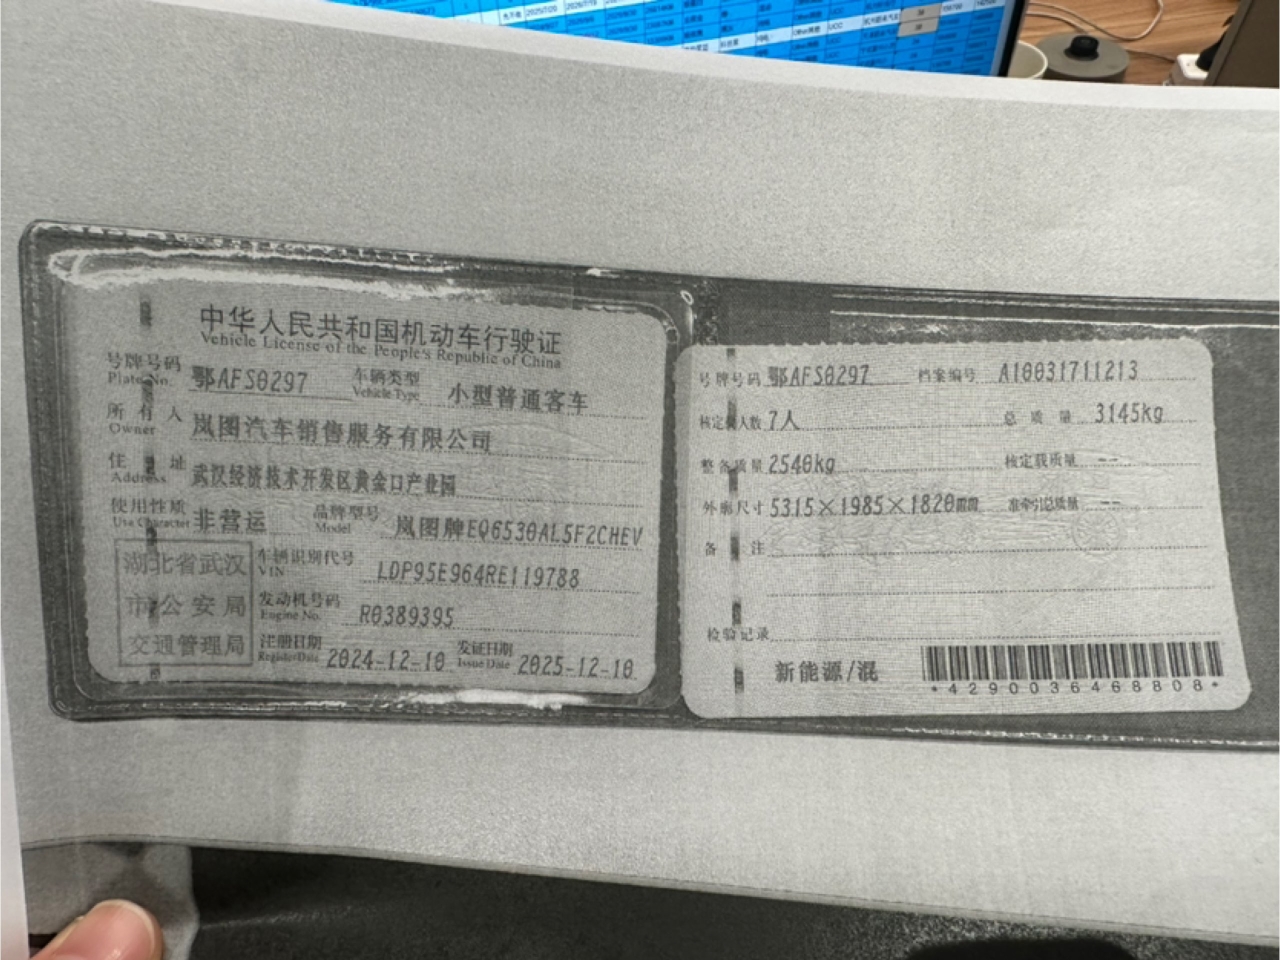 中华人民共和国机动车行驶证
Vehicle License of the People's Republic of China
号牌号码 鄂AFS0297 车辆类型 小型普通客车
Plate No. Vehicle Type
所有人 岚图汽车销售服务有限公司
Owner
住址 武汉经济技术开发区黄金口产业园
Address
使用性质 非营运 品牌型号 岚图牌EQ6530AL5F2CHEV
Use Character Model
湖北省武汉
市公安局
交通管理局
车辆识别代号 LDP95E964RE119788
VIN
发动机号码 R0389395
Engine No.
注册日期 2024-12-10 发证日期 2025-12-10
Register Date Issue Date
号牌号码 鄂AFS0297 档案编号 A10031711213
核定载人数 7人 总质量 3145kg
整备质量 2540kg 核定载质量 --
外廓尺寸 5315×1985×1820mm 准牵引总质量 --
备注
检验记录
新能源/混
*4290036468808*